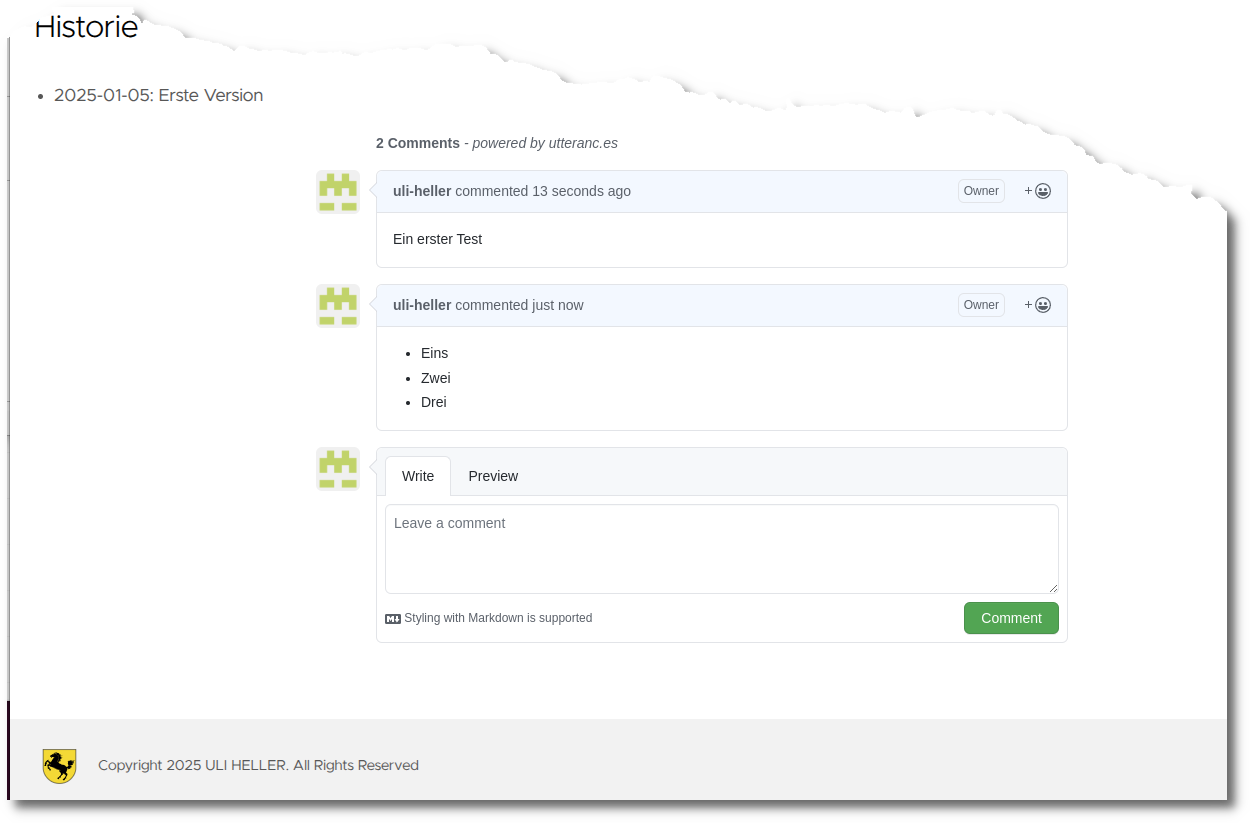 Historie
• 2025-01-05: Erste Version
2 Comments - powered by utteranc.es
uli-heller commented 13 seconds ago Owner +
Ein erster Test
uli-heller commented just now Owner +
• Eins
• Zwei
• Drei
Write Preview
Leave a comment
Styling with Markdown is supported Comment
Copyright 2025 ULI HELLER. All Rights Reserved